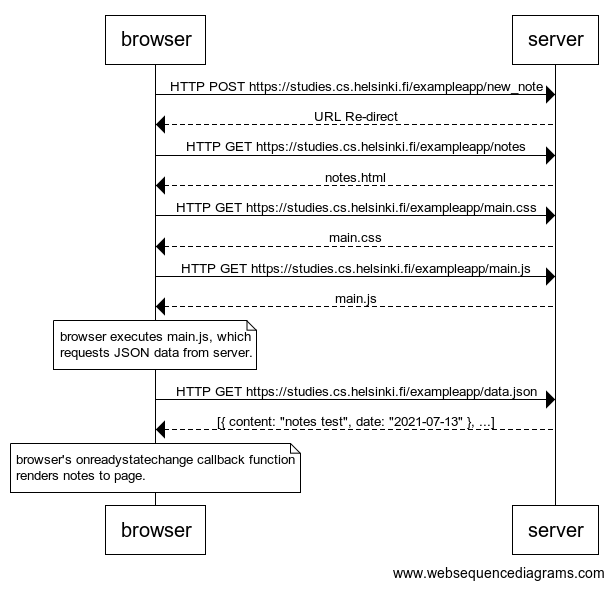 browser
server
HTTP POST https://studies.cs.helsinki.fi/exampleapp/new_note
URL Re-direct
HTTP GET https://studies.cs.helsinki.fi/exampleapp/notes
notes.html
HTTP GET https://studies.cs.helsinki.fi/exampleapp/main.css
main.css
HTTP GET https://studies.cs.helsinki.fi/exampleapp/main.js
main.js
browser executes main.js, which
requests JSON data from server.
HTTP GET https://studies.cs.helsinki.fi/exampleapp/data.json
[{ content: "notes test", date: "2021-07-13" }, ...]
browser's onreadystatechange callback function
renders notes to page.
browser
server
www.websequencediagrams.com